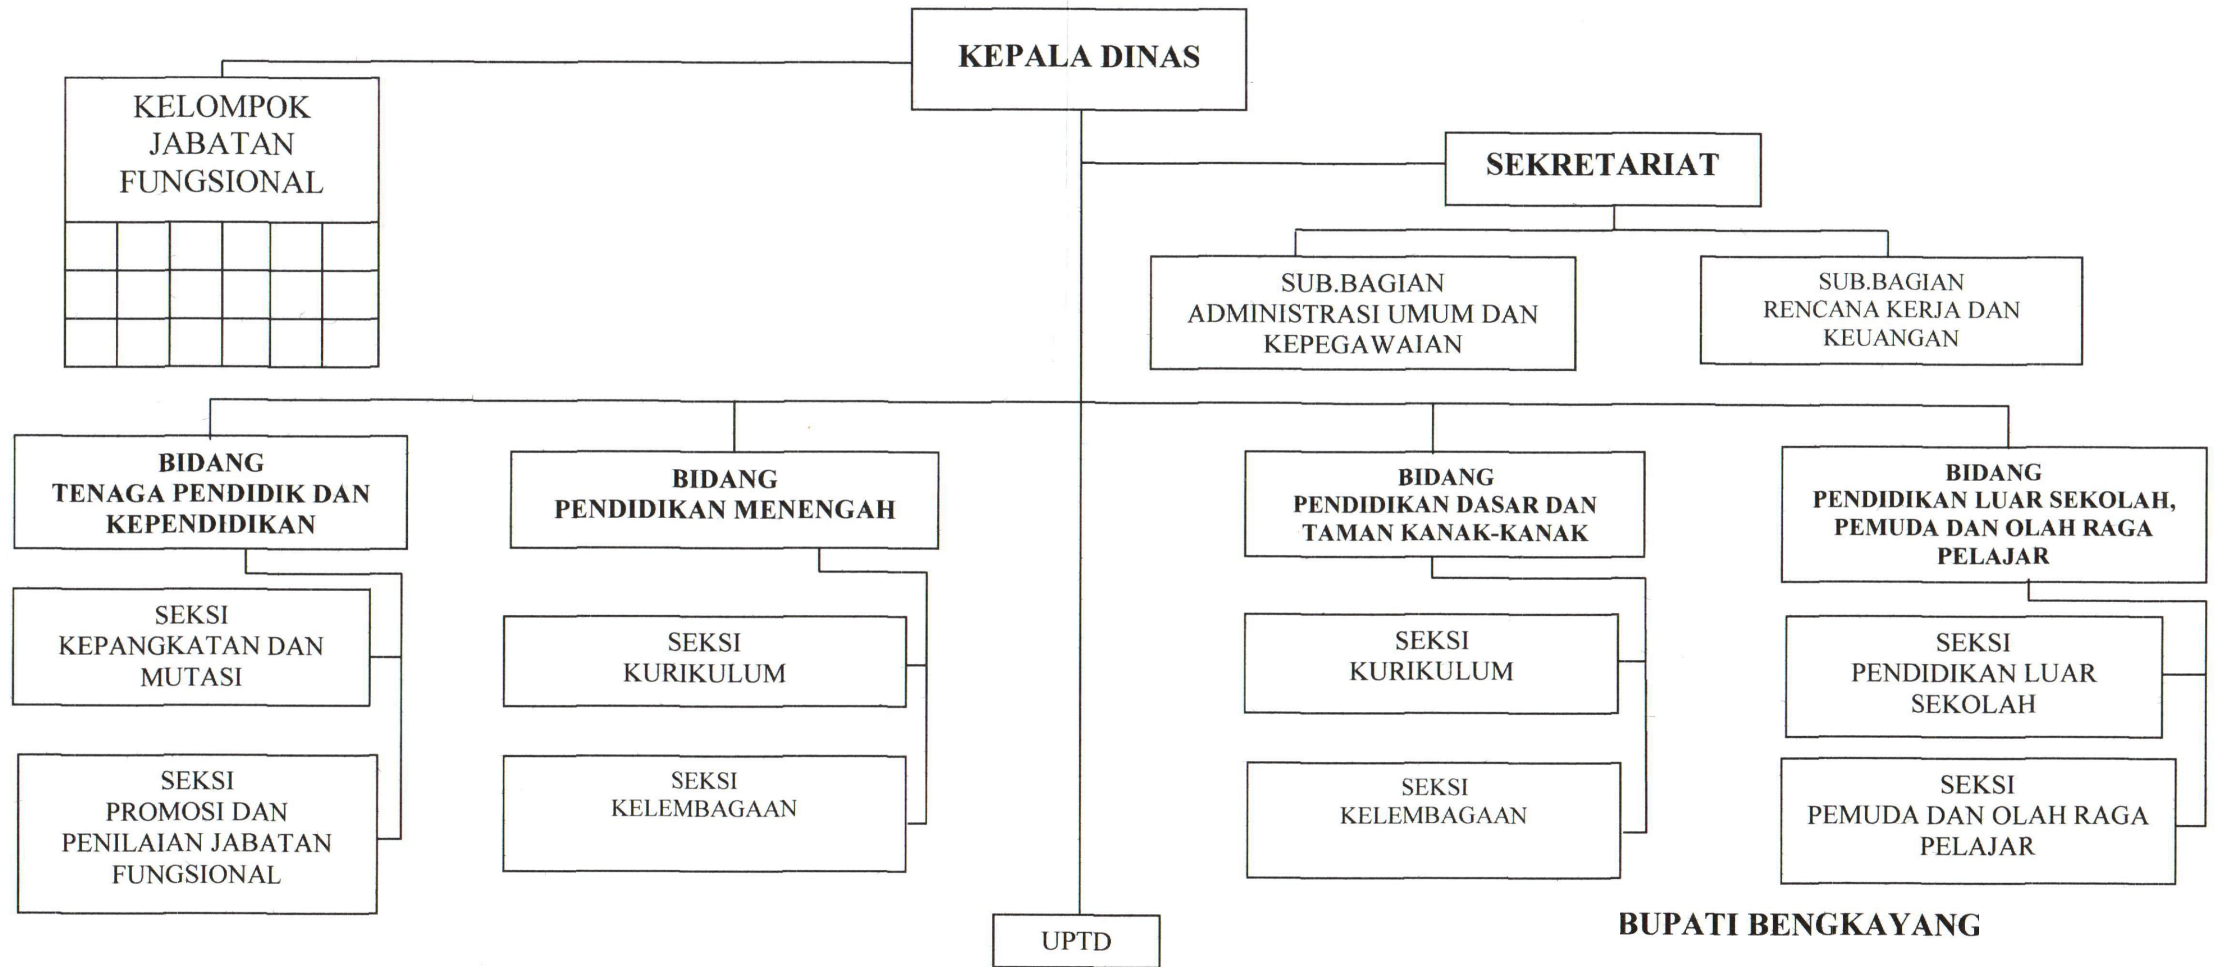 KEPALA DINAS
KELOMPOK
JABATAN
FUNGSIONAL
SEKRETARIAT
SUB.BAGIAN
ADMINISTRASI UMUM DAN
KEPEGAWAIAN
SUB.BAGIAN
RENCANA KERJA DAN
KEUANGAN
BIDANG
TENAGA PENDIDIK DAN
KEPENDIDIKAN
BIDANG
PENDIDIKAN MENENGAH
BIDANG
PENDIDIKAN DASAR DAN
TAMAN KANAK-KANAK
BIDANG
PENDIDIKAN LUAR SEKOLAH,
PEMUDA DAN OLAH RAGA
PELAJAR
SEKSI
KEPANGKATAN DAN
MUTASI
SEKSI
KURIKULUM
SEKSI
KURIKULUM
SEKSI
PENDIDIKAN LUAR
SEKOLAH
SEKSI
PROMOSI DAN
PENILAIAN JABATAN
FUNGSIONAL
SEKSI
KELEMBAGAAN
SEKSI
KELEMBAGAAN
SEKSI
PEMUDA DAN OLAH RAGA
PELAJAR
UPTD
BUPATI BENGKAYANG